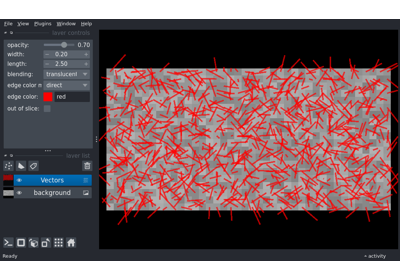 File View Plugins Window Help
layer controls
opacity: 0.70
width: 0.20
length: 2.50
blending: translucent
edge color m direct
edge color: red
out of slice:
layer list
Vectors
background
Ready
activity